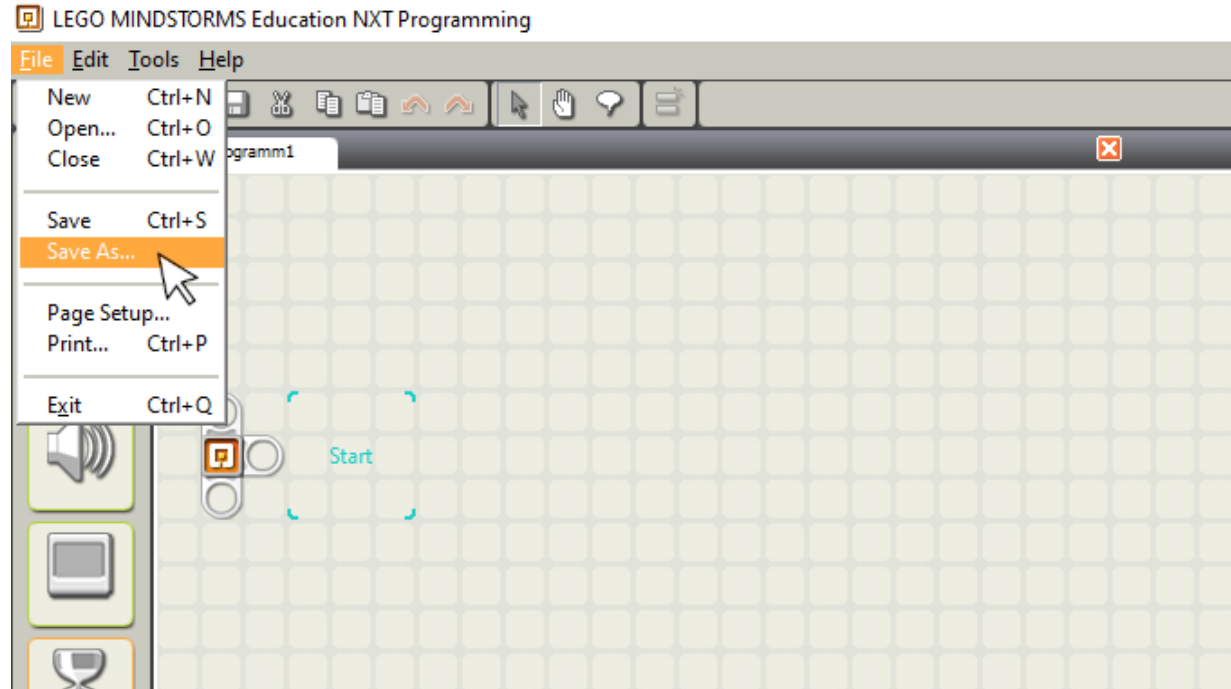 LEGO MINDSTORMS Education NXT Programming
File Edit Tools Help
New Ctrl+N
Open... Ctrl+O
Close Ctrl+W
ogramm1
Save Ctrl+S
Save As...
Page Setup...
Print... Ctrl+P
Exit Ctrl+Q
Start